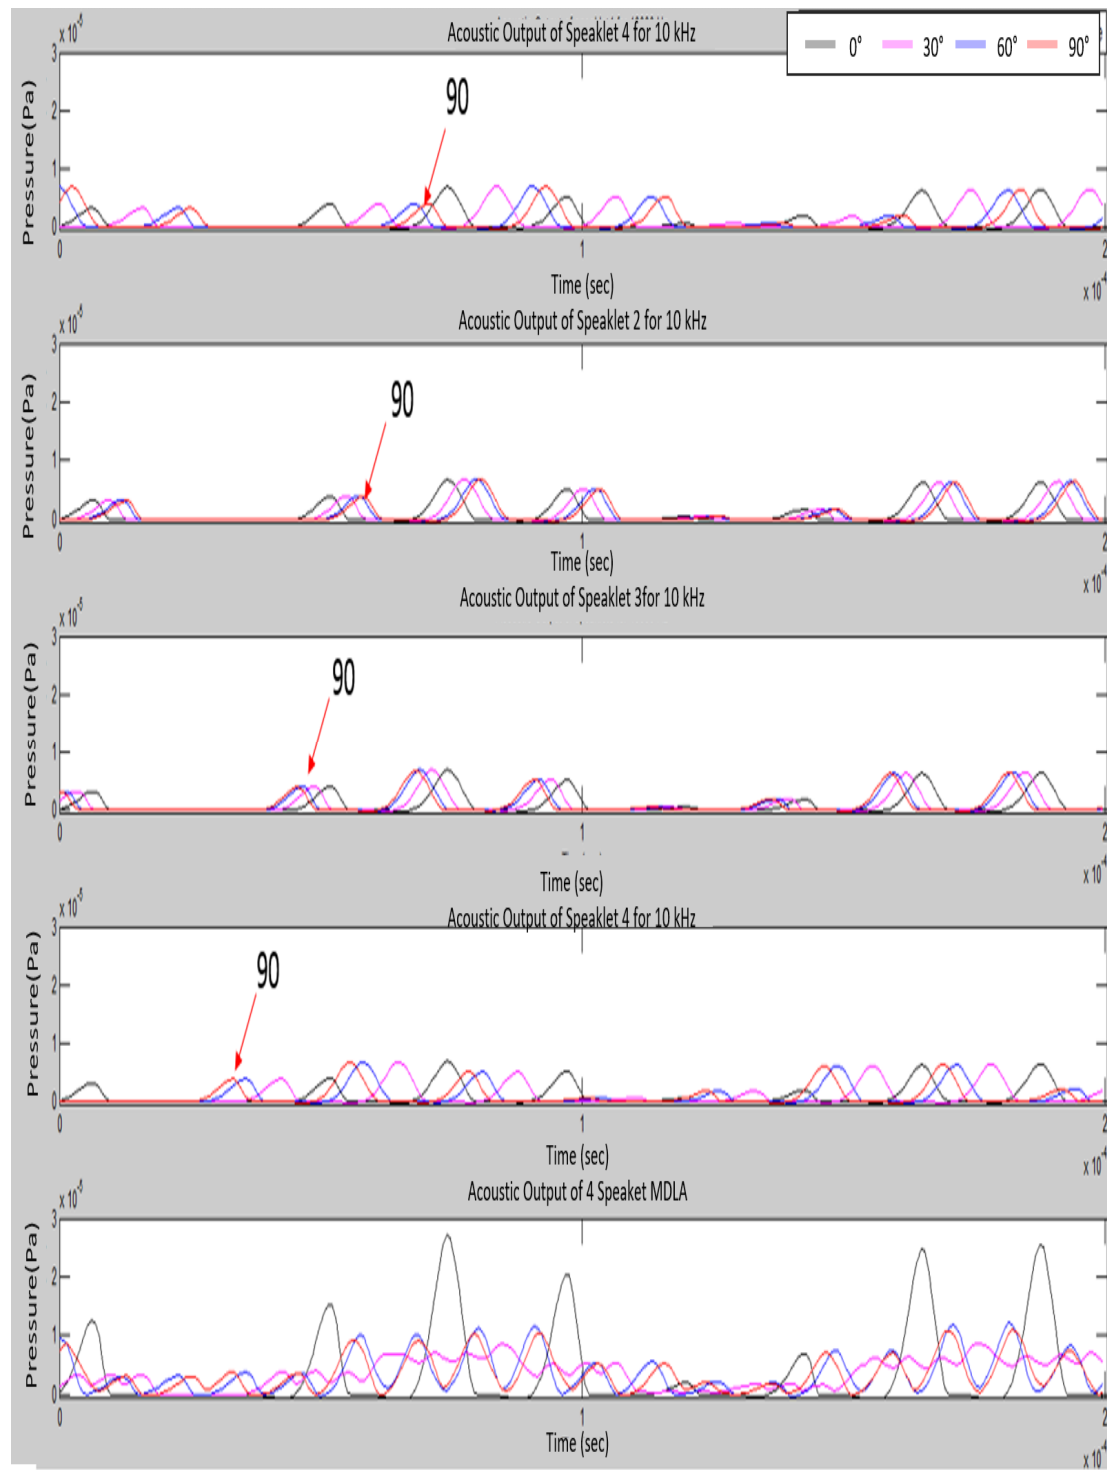 Acoustic Output of Speaklet 4 for 10 kHz
0° 30° 60° 90°
x 10-5
Pressure(Pa)
3
2
1
0
90
0 1 2
Time (sec)
x 10-4
Acoustic Output of Speaklet 2 for 10 kHz
x 10-5
Pressure(Pa)
3
2
1
0
90
0 1 2
Time (sec)
x 10-4
Acoustic Output of Speaklet 3for 10 kHz
x 10-5
Pressure(Pa)
3
2
1
0
90
0 1 2
Time (sec)
x 10-4
Acoustic Output of Speaklet 4 for 10 kHz
x 10-5
Pressure(Pa)
3
2
1
0
90
0 1 2
Time (sec)
x 10-4
Acoustic Output of 4 Speaket MDLA
x 10-5
Pressure(Pa)
3
2
1
0
0 1 2
Time (sec)
x 10-4